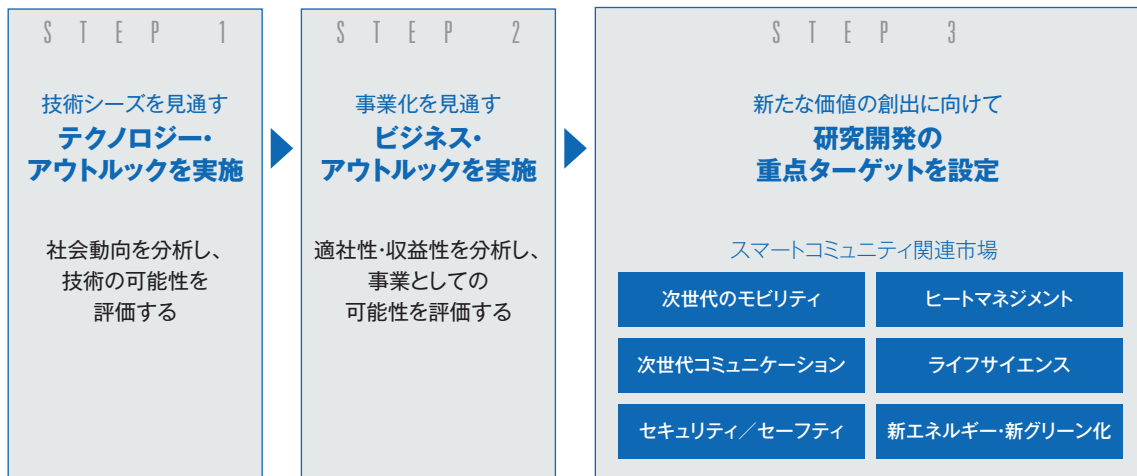 STEP 1
技術シーズを見通す
テクノロジー・
アウトルックを実施
社会動向を分析し、
技術の可能性を
評価する
STEP 2
事業化を見通す
ビジネス・
アウトルックを実施
適社性・収益性を分析し、
事業としての
可能性を評価する
STEP 3
新たな価値の創出に向けて
研究開発の
重点ターゲットを設定
スマートコミュニティ関連市場
次世代のモビリティ
ヒートマネジメント
次世代コミュニケーション
ライフサイエンス
セキュリティ／セーフティ
新エネルギー・新グリーン化